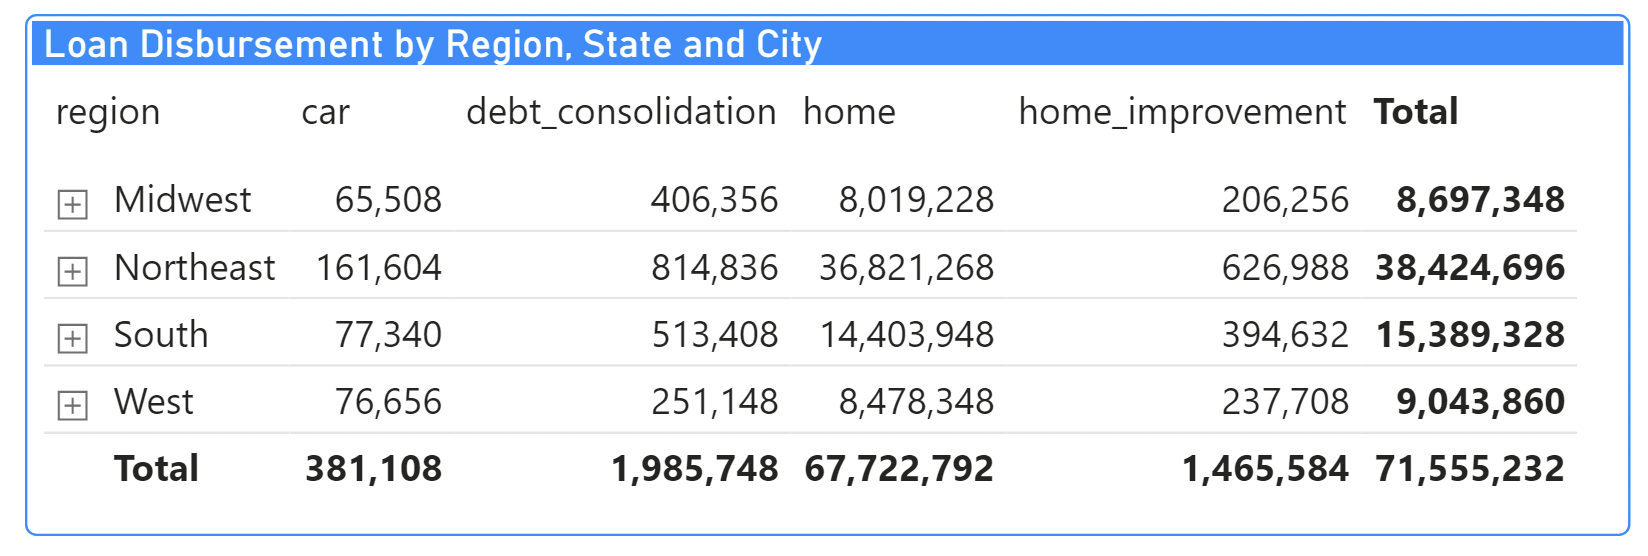 Loan Disbursement by Region, State and City
region car debt_consolidation home home_improvement Total
Midwest 65,508 406,356 8,019,228 206,256 8,697,348
Northeast 161,604 814,836 36,821,268 626,988 38,424,696
South 77,340 513,408 14,403,948 394,632 15,389,328
West 76,656 251,148 8,478,348 237,708 9,043,860
Total 381,108 1,985,748 67,722,792 1,465,584 71,555,232